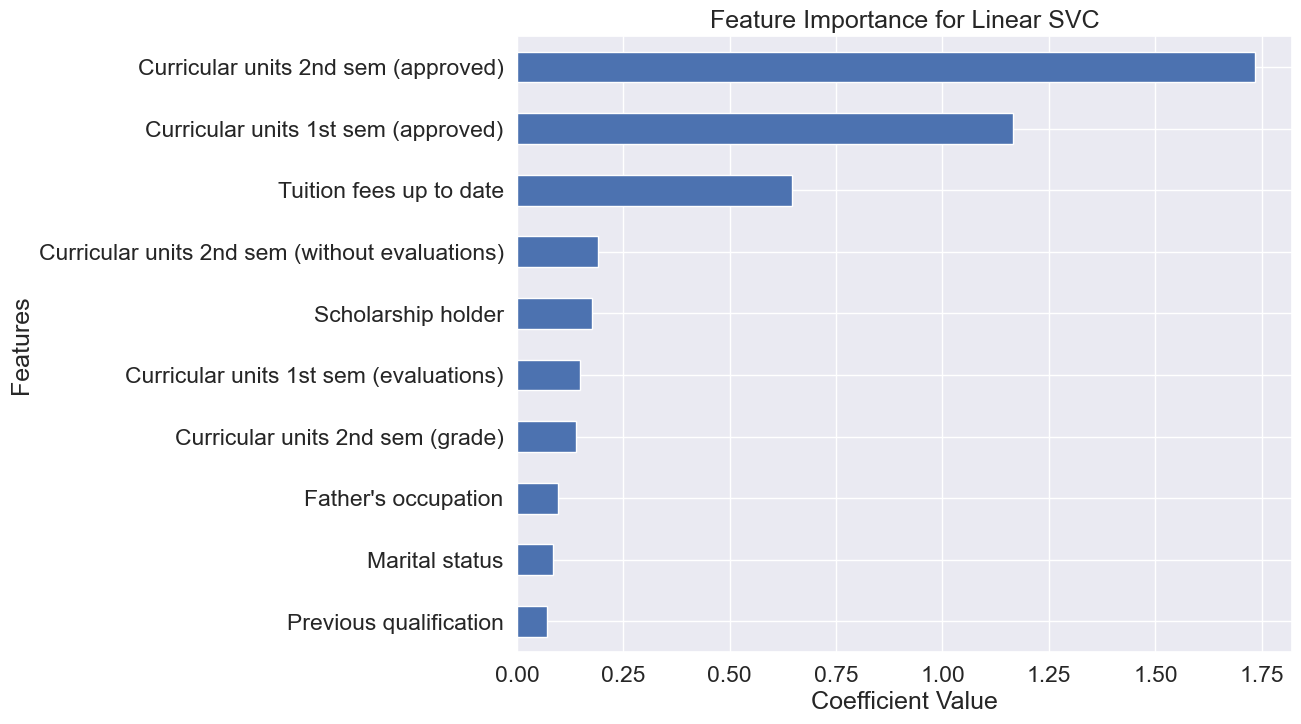 Feature Importance for Linear SVC
Curricular units 2nd sem (approved)
Curricular units 1st sem (approved)
Tuition fees up to date
Curricular units 2nd sem (without evaluations)
Scholarship holder
Curricular units 1st sem (evaluations)
Curricular units 2nd sem (grade)
Father's occupation
Marital status
Previous qualification
Features
0.00 0.25 0.50 0.75 1.00 1.25 1.50 1.75
Coefficient Value